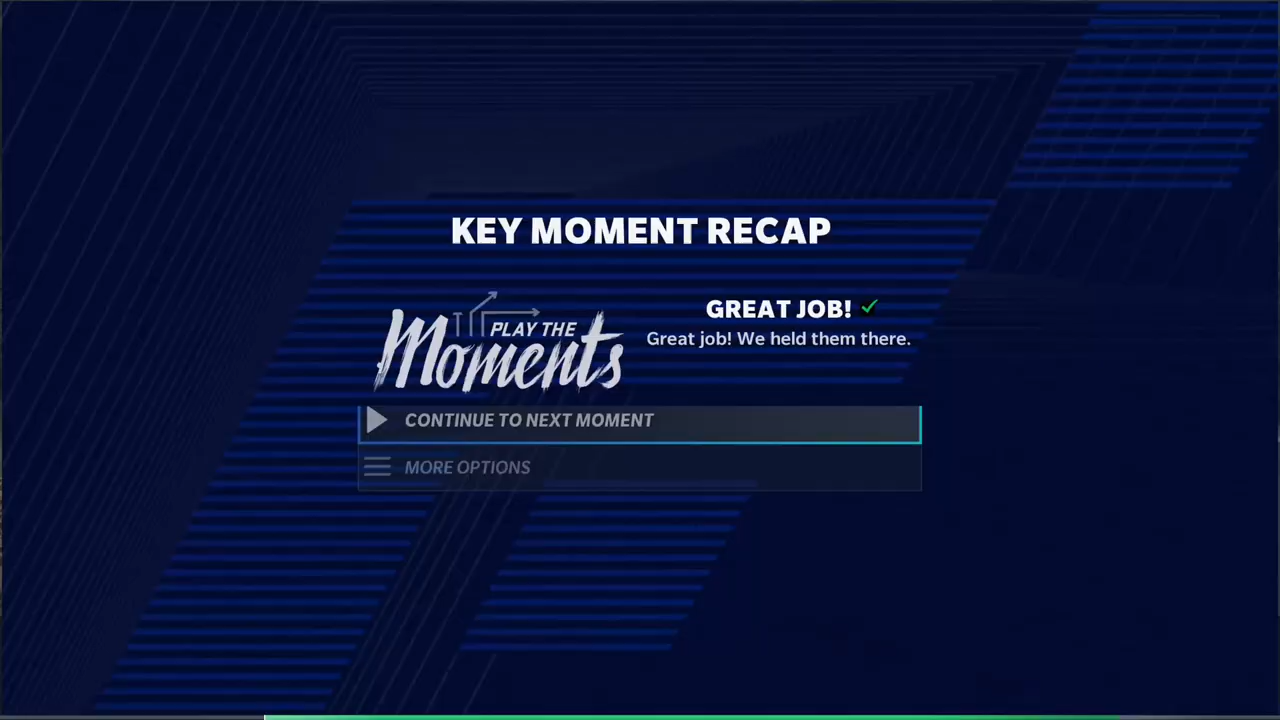 KEY MOMENT RECAP
PLAY THE
Moments
GREAT JOB!
Great job! We held them there.
CONTINUE TO NEXT MOMENT
MORE OPTIONS